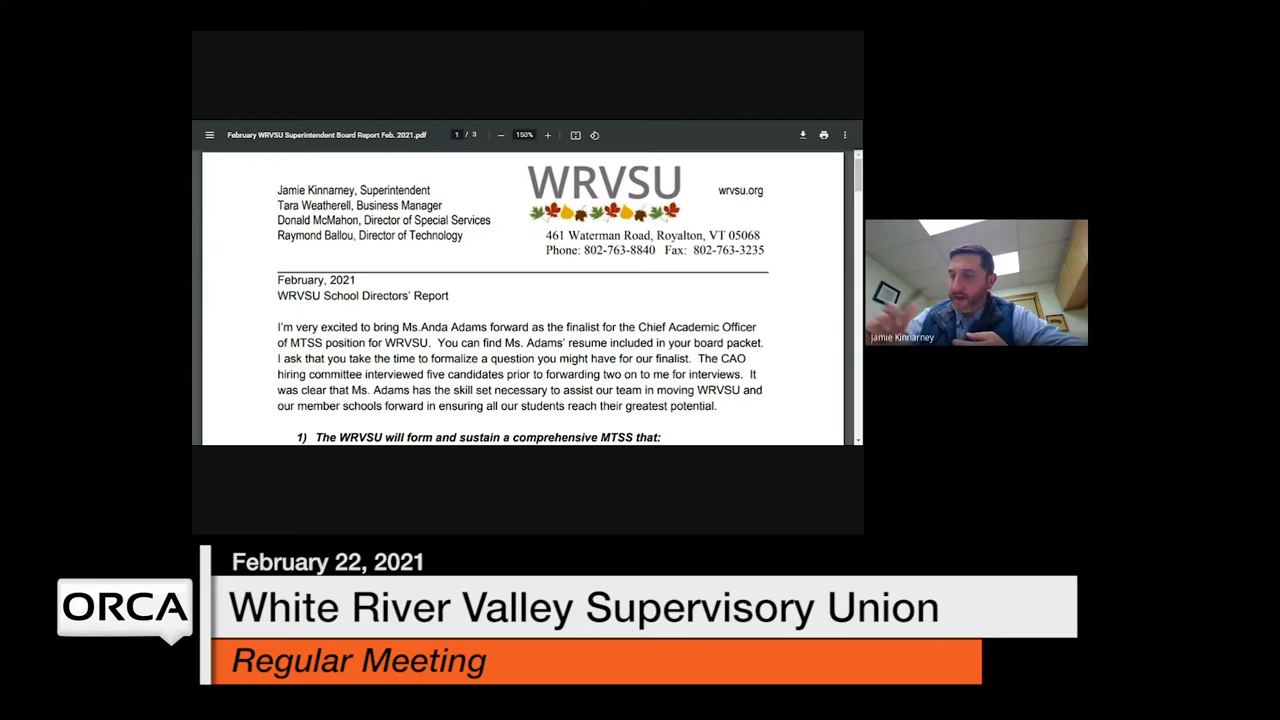 February WRVSU Superintendent Board Report Feb. 2021.pdf
1 / 3
150%
Jamie Kinnarney, Superintendent
Tara Weatherell, Business Manager
Donald McMahon, Director of Special Services
Raymond Ballou, Director of Technology
WRVSU
wrvsu.org
461 Waterman Road, Royalton, VT 05068
Phone: 802-763-8840 Fax: 802-763-3235
February, 2021
WRVSU School Directors' Report
I'm very excited to bring Ms.Anda Adams forward as the finalist for the Chief Academic Officer
of MTSS position for WRVSU. You can find Ms. Adams' resume included in your board packet.
I ask that you take the time to formalize a question you might have for our finalist. The CAO
hiring committee interviewed five candidates prior to forwarding two on to me for interviews. It
was clear that Ms. Adams has the skill set necessary to assist our team in moving WRVSU and
our member schools forward in ensuring all our students reach their greatest potential.
1) The WRVSU will form and sustain a comprehensive MTSS that:
Jamie Kinnarney
February 22, 2021
ORCA
White River Valley Supervisory Union
Regular Meeting